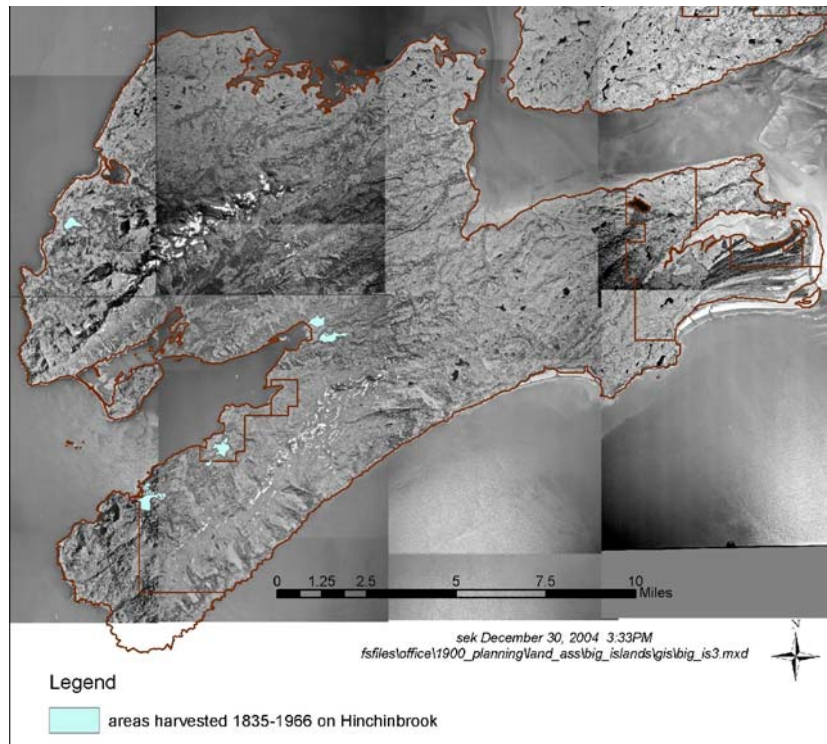 0 1.25 2.5 5 7.5 10
Miles
N
sek December 30, 2004 3:33PM
fsfiles\office\1900_planning\land_ass\big_islands\gis\big_is3.mxd
Legend
areas harvested 1835-1966 on Hinchinbrook